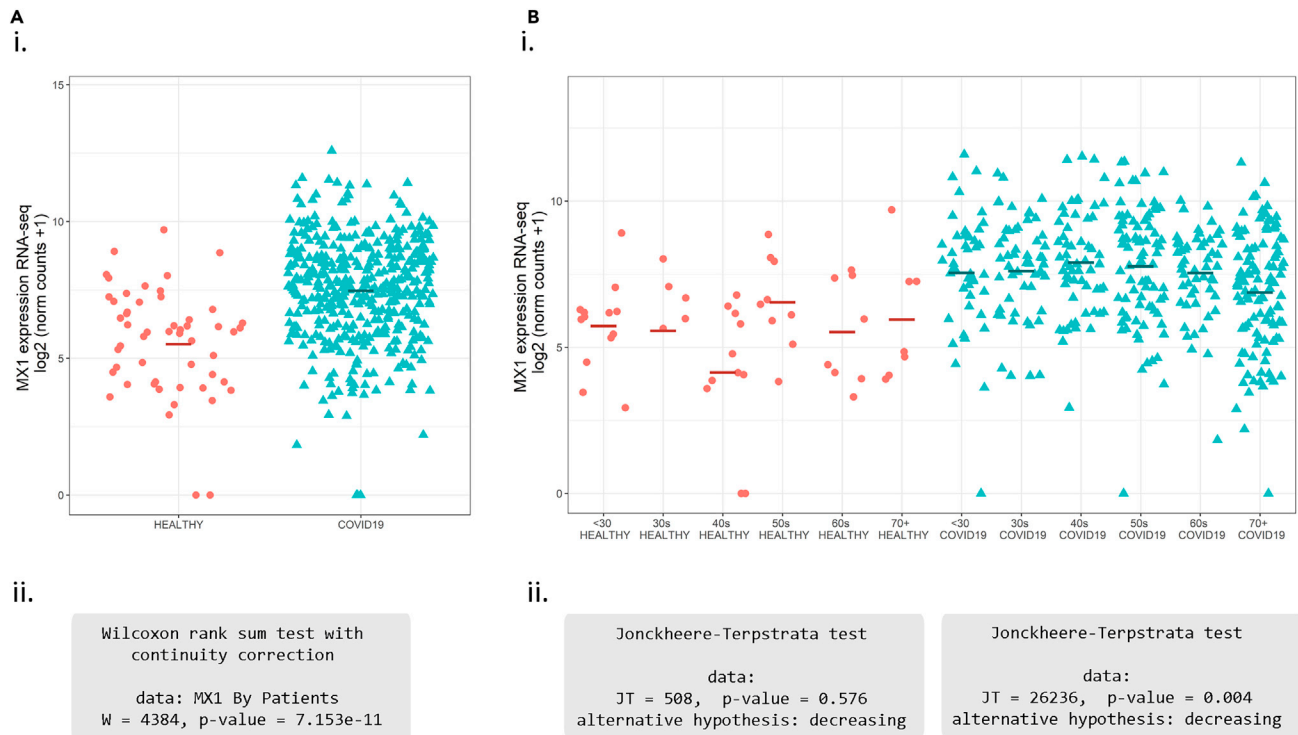 A
i.
MX1 expression RNA-seq
log2 (norm counts +1)
15
10
5
0
HEALTHY
COVID19
ii.
Wilcoxon rank sum test with
continuity correction
data: MX1 By Patients
W = 4384, p-value = 7.153e-11
B
i.
MX1 expression RNA-seq
log2 (norm counts +1)
10
5
0
<30 30s 40s 50s 60s 70+ <30 30s 40s 50s 60s 70+
HEALTHY HEALTHY HEALTHY HEALTHY HEALTHY HEALTHY COVID19 COVID19 COVID19 COVID19 COVID19 COVID19
ii.
Jonckheere-Terpstrata test
data:
JT = 508, p-value = 0.576
alternative hypothesis: decreasing
Jonckheere-Terpstrata test
data:
JT = 26236, p-value = 0.004
alternative hypothesis: decreasing